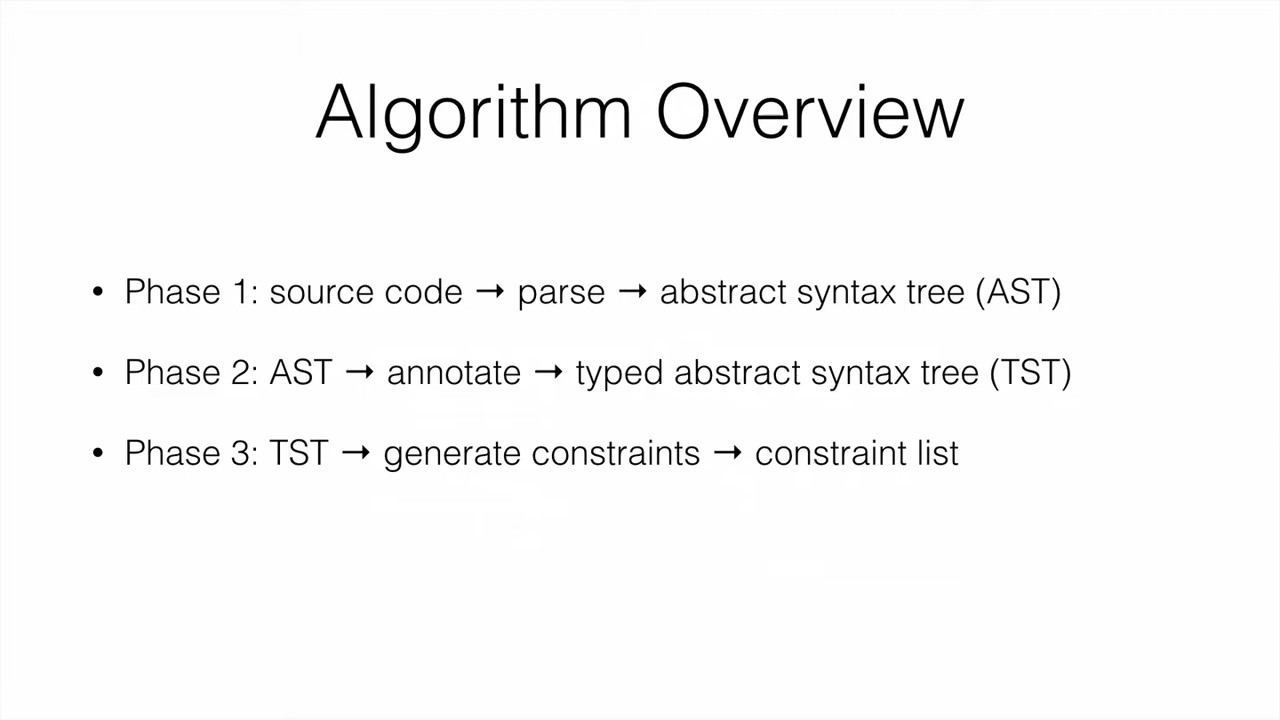 Algorithm Overview
• Phase 1: source code → parse → abstract syntax tree (AST)
• Phase 2: AST → annotate → typed abstract syntax tree (TST)
• Phase 3: TST → generate constraints → constraint list